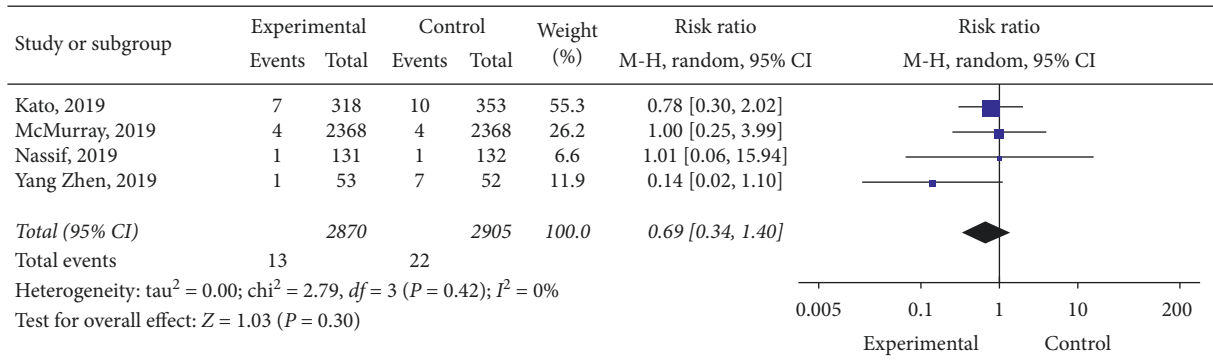 Study or subgroup Experimental Control Weight (%) Risk ratio Risk ratio
Events Total Events Total M-H, random, 95% CI M-H, random, 95% CI
Kato, 2019 7 318 10 353 55.3 0.78 [0.30, 2.02]
McMurray, 2019 4 2368 4 2368 26.2 1.00 [0.25, 3.99]
Nassif, 2019 1 131 1 132 6.6 1.01 [0.06, 15.94]
Yang Zhen, 2019 1 53 7 52 11.9 0.14 [0.02, 1.10]
Total (95% CI) 2870 2905 100.0 0.69 [0.34, 1.40]
Total events 13 22
Heterogeneity: tau² = 0.00; chi² = 2.79, df = 3 (P = 0.42); I² = 0%
Test for overall effect: Z = 1.03 (P = 0.30)
0.005 0.1 1 10 200
Experimental Control